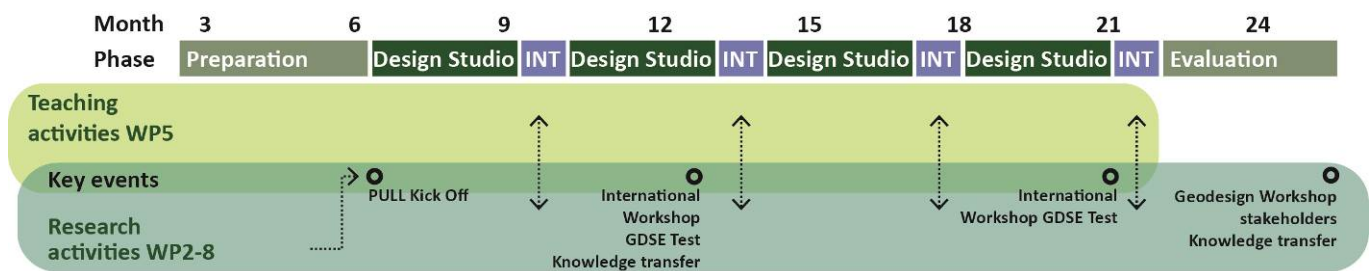 Month 3 6 9 12 15 18 21 24
Phase Preparation Design Studio INT Design Studio INT Design Studio INT Design Studio INT Evaluation
Teaching
activities WP5
Key events
PULL Kick Off
International
Workshop
GDSE Test
Knowledge transfer
International
Workshop GDSE Test
Geodesign Workshop
stakeholders
Knowledge transfer
Research
activities WP2-8